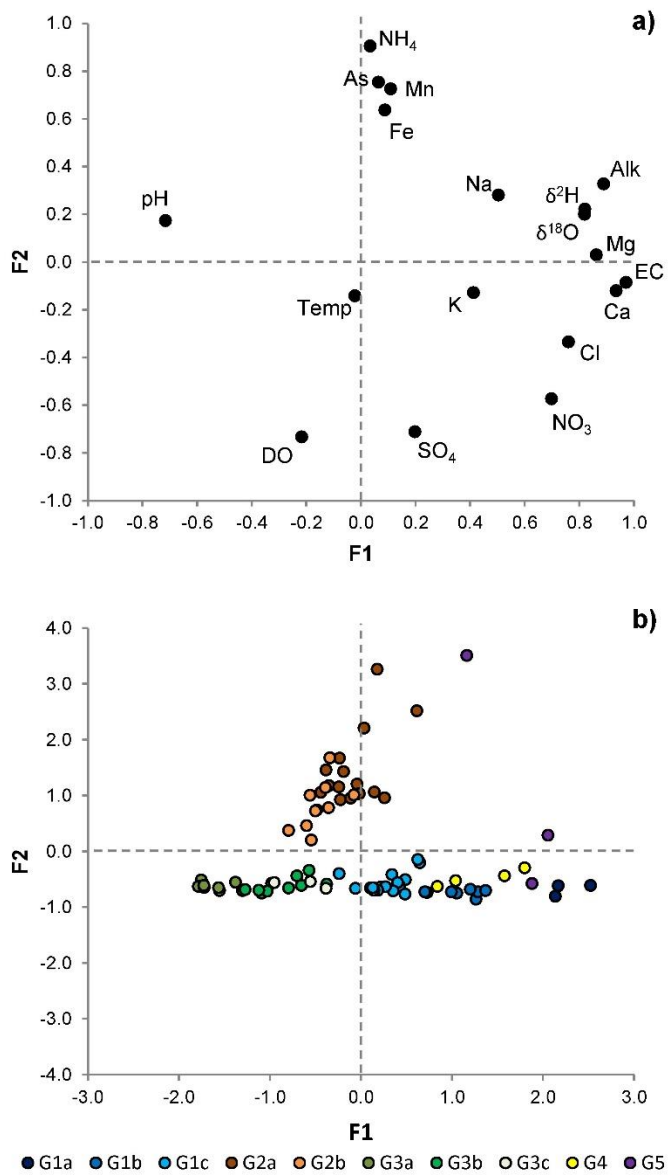 a)
1.0
0.8
0.6
0.4
0.2
0.0
-0.2
-0.4
-0.6
-0.8
-1.0
F2
NH₄
As
Mn
Fe
Na
Alk
δ²H
δ¹⁸O
pH
Mg
EC
Temp
K
Ca
Cl
NO₃
DO
SO₄
-1.0 -0.8 -0.6 -0.4 -0.2 0.0 0.2 0.4 0.6 0.8 1.0
F1
b)
4.0
3.0
2.0
1.0
0.0
-1.0
-2.0
-3.0
-4.0
F2
-3.0 -2.0 -1.0 0.0 1.0 2.0 3.0
F1
G1a G1b G1c G2a G2b G3a G3b G3c G4 G5